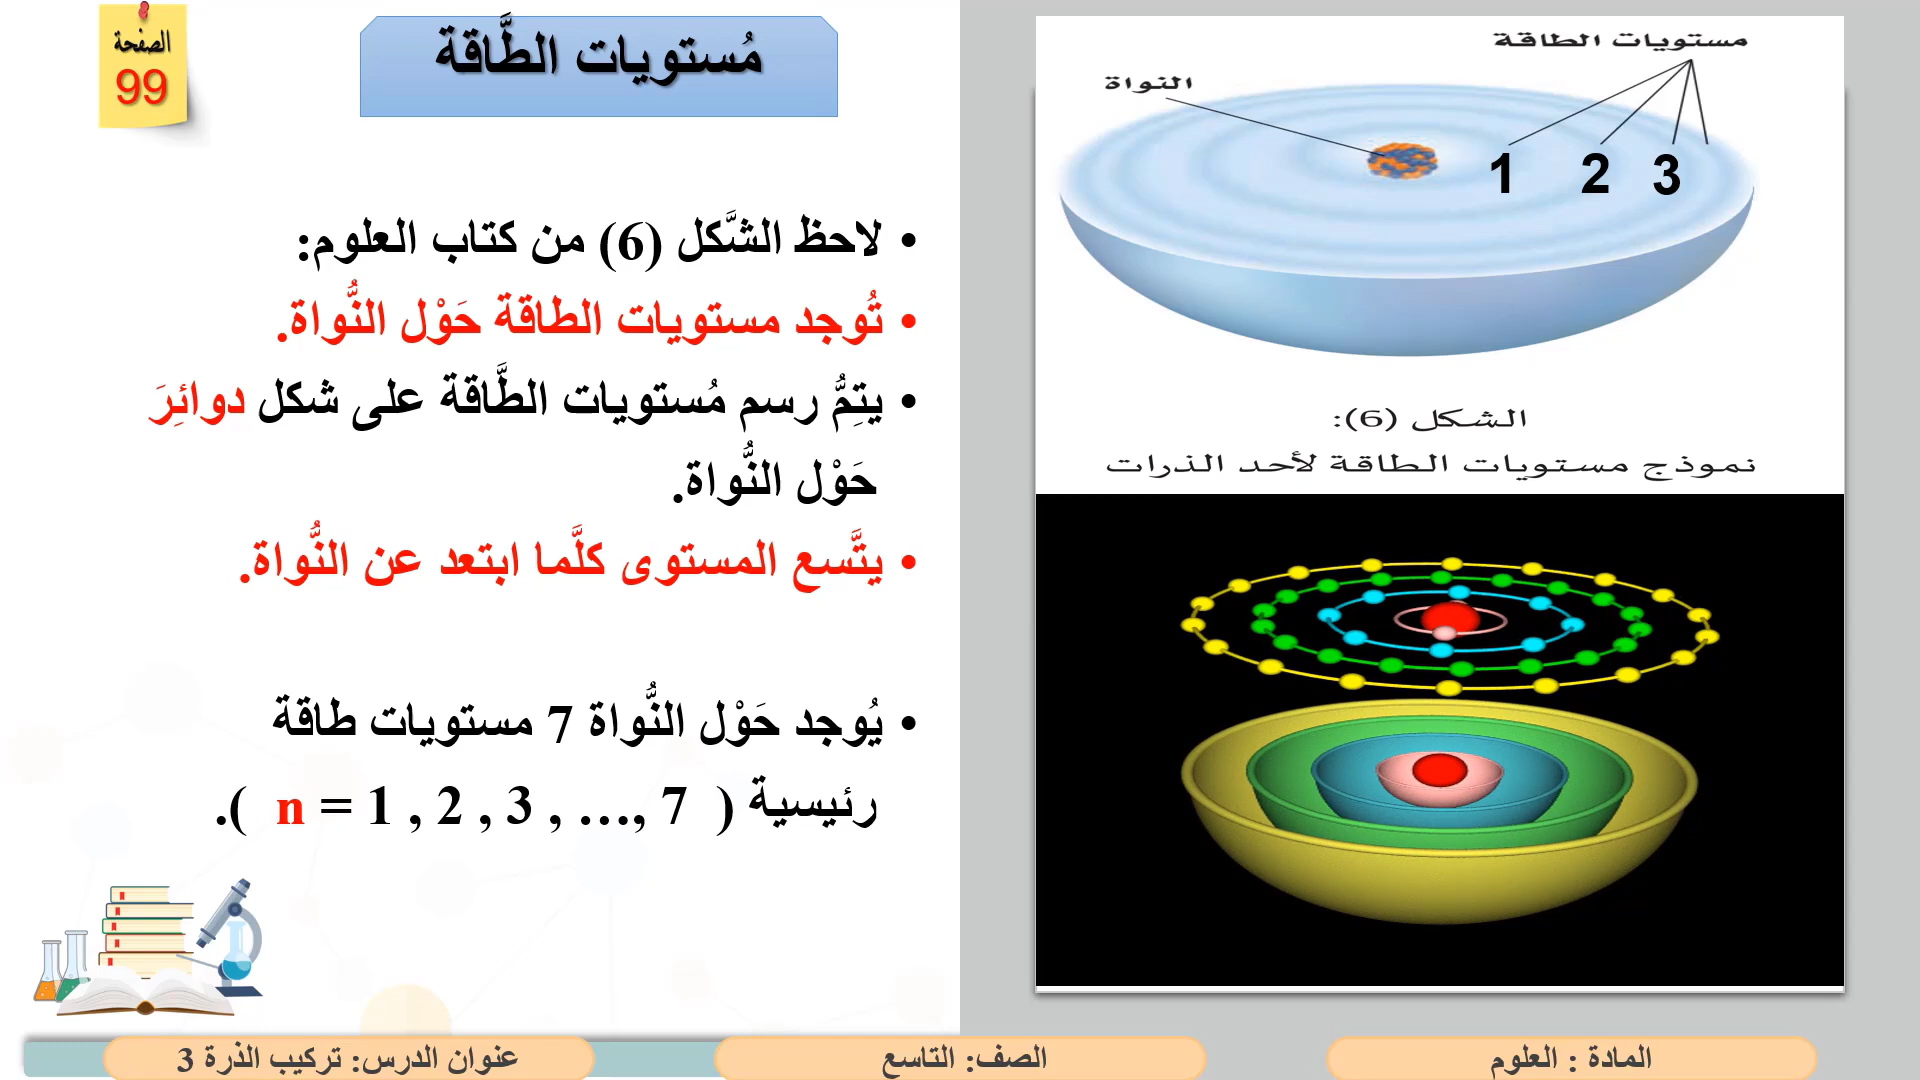 مُستويات الطَّاقة
الصفحة
99
• لاحظ الشَّكل (6) من كتاب العلوم:
• تُوجد مستويات الطاقة حَوْل النُّواة.
• يتِمُّ رسم مُستويات الطَّاقة على شكل دوائِرَ
حَوْل النُّواة.
• يتَّسع المستوى كلَّما ابتعد عن النُّواة.
• يُوجد حَوْل النُّواة 7 مستويات طاقة
رئيسية ( n = 1 , 2 , 3 , …, 7 ).
مستويات الطاقة
النواة
1 2 3
الشكل (6):
نموذج مستويات الطاقة لأحد الذرات
المادة : العلوم
الصف: التاسع
عنوان الدرس: تركيب الذرة 3